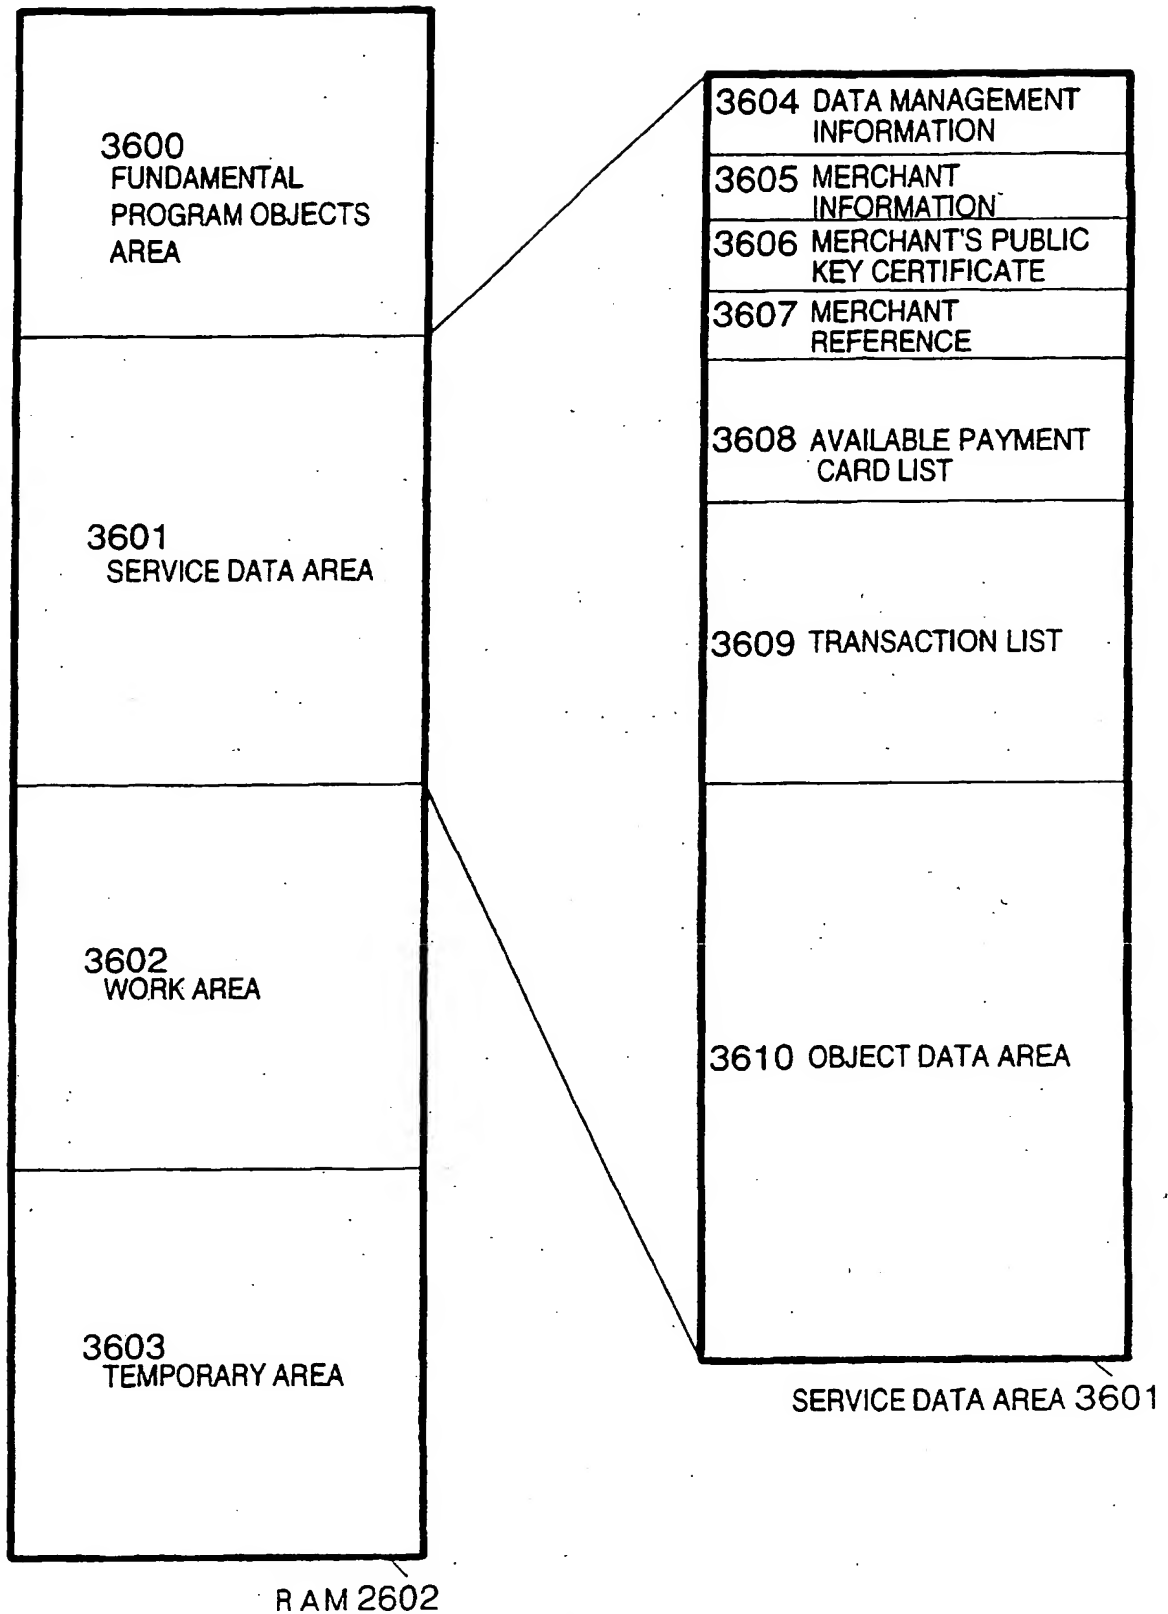 3600
FUNDAMENTAL
PROGRAM OBJECTS
AREA
3601
SERVICE DATA AREA
3602
WORK AREA
3603
TEMPORARY AREA
RAM 2602
3604 DATA MANAGEMENT
INFORMATION
3605 MERCHANT
INFORMATION
3606 MERCHANT'S PUBLIC
KEY CERTIFICATE
3607 MERCHANT
REFERENCE
3608 AVAILABLE PAYMENT
CARD LIST
3609 TRANSACTION LIST
3610 OBJECT DATA AREA
SERVICE DATA AREA 3601